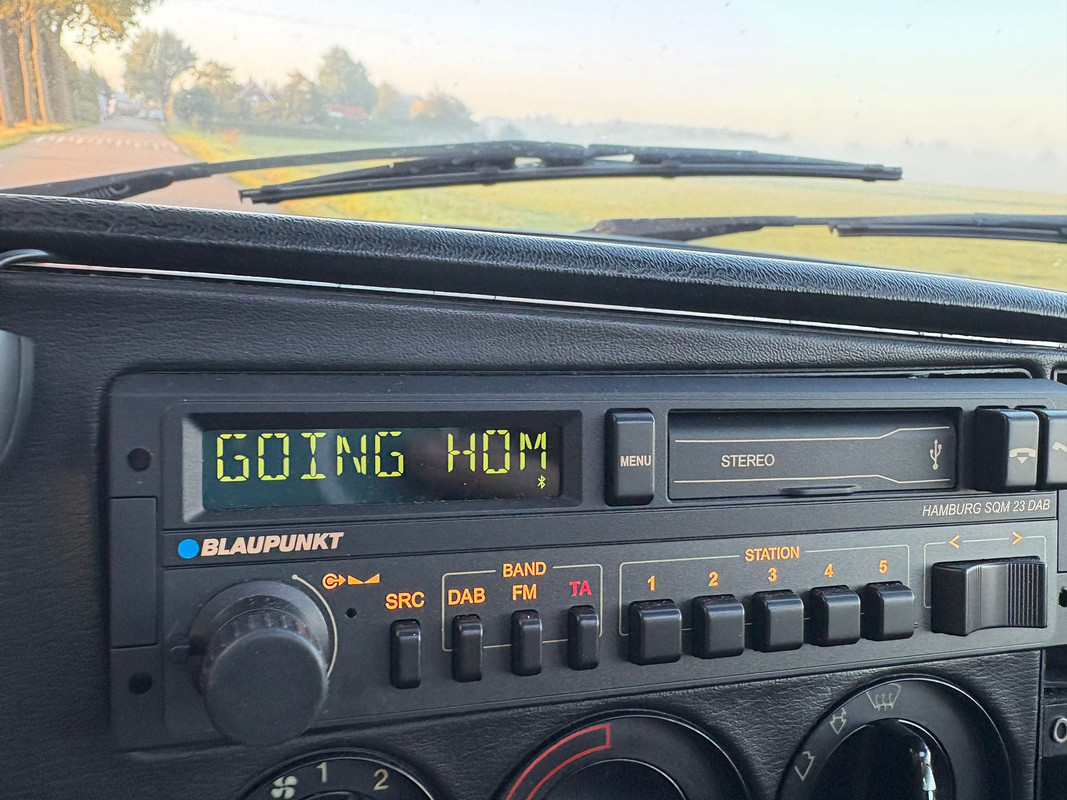 GOING HOM
MENU
STEREO
HAMBURG SQM 23 DAB
BLAUPUNKT
SRC
BAND
DAB FM TA
STATION
1 2 3 4 5
< >
1 2